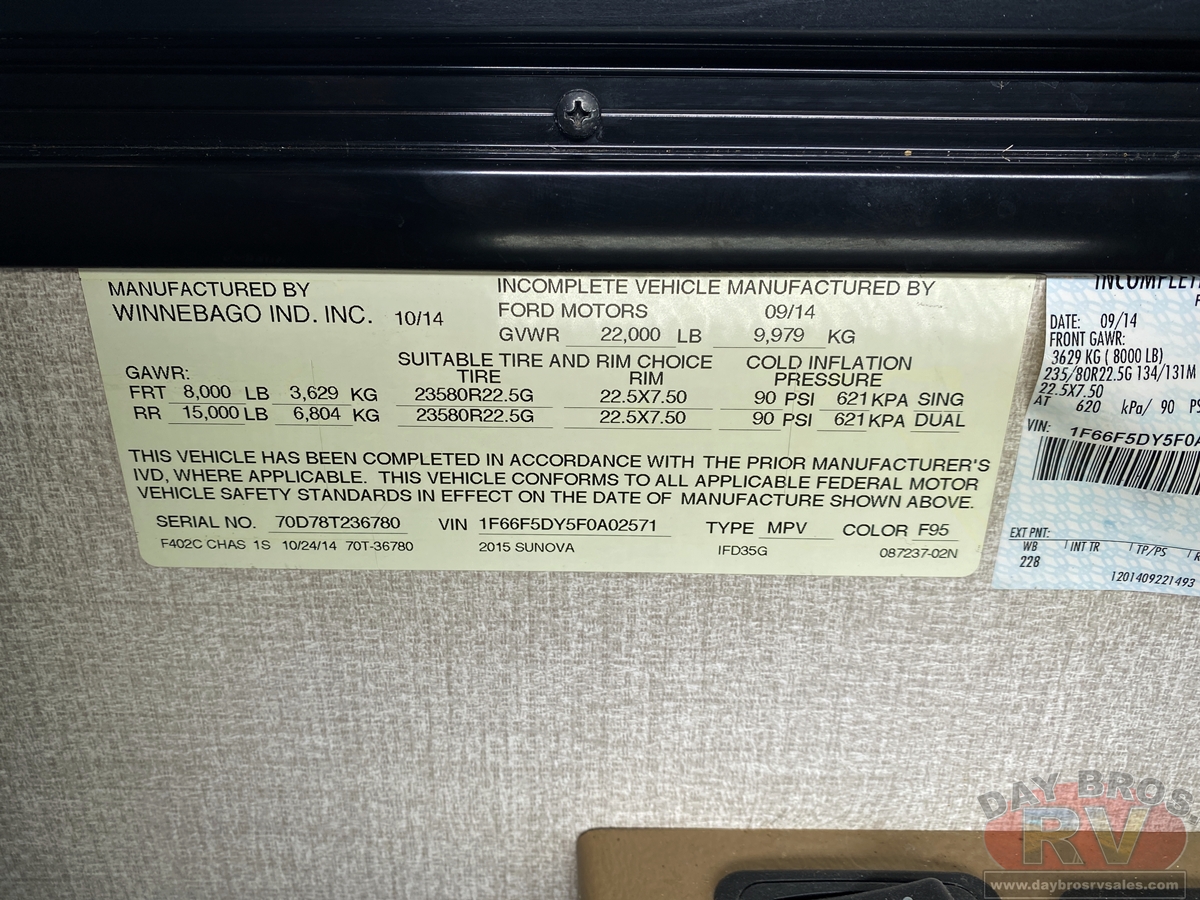 MANUFACTURED BY
WINNEBAGO IND. INC. 10/14
INCOMPLETE VEHICLE MANUFACTURED BY
FORD MOTORS 09/14
GVWR 22,000 LB 9,979 KG
SUITABLE TIRE AND RIM CHOICE COLD INFLATION
GAWR: TIRE RIM PRESSURE
FRT 8,000 LB 3,629 KG 23580R22.5G 22.5X7.50 90 PSI 621 KPA SING
RR 15,000 LB 6,804 KG 23580R22.5G 22.5X7.50 90 PSI 621 KPA DUAL
THIS VEHICLE HAS BEEN COMPLETED IN ACCORDANCE WITH THE PRIOR MANUFACTURER'S
IVD, WHERE APPLICABLE. THIS VEHICLE CONFORMS TO ALL APPLICABLE FEDERAL MOTOR
VEHICLE SAFETY STANDARDS IN EFFECT ON THE DATE OF MANUFACTURE SHOWN ABOVE.
SERIAL NO. 70D78T236780 VIN 1F66F5DY5F0A02571 TYPE MPV COLOR F95
F402C CHAS 1S 10/24/14 70T-36780 2015 SUNOVA IFD35G 087237-02N
DATE: 09/14
FRONT GAWR:
3629 KG ( 8000 LB)
235/80R22.5G 134/131M
22.5X7.50
AT 620 kPa/ 90 PS
VIN: 1F66F5DY5F0A
EXT PNT:
WB INT TR TP/PS
228
1201409221493
DAY BROS
RV
www.daybrosrvsales.com